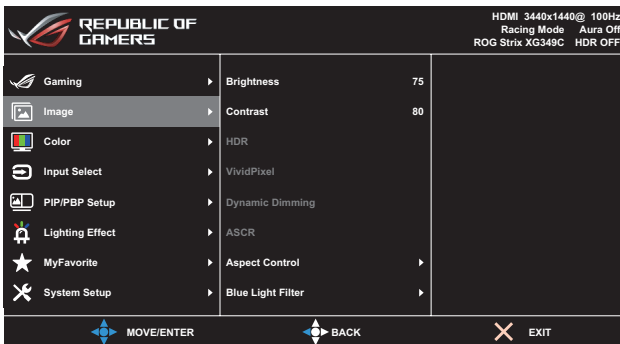 REPUBLIC OF
GAMERS
HDMI 3440x1440@ 100Hz
Racing Mode Aura Off
ROG Strix XG349C HDR OFF
Gaming
Image
Color
Input Select
PIP/PBP Setup
Lighting Effect
MyFavorite
System Setup
Brightness 75
Contrast 80
HDR
VividPixel
Dynamic Dimming
ASCR
Aspect Control
Blue Light Filter
MOVE/ENTER BACK EXIT